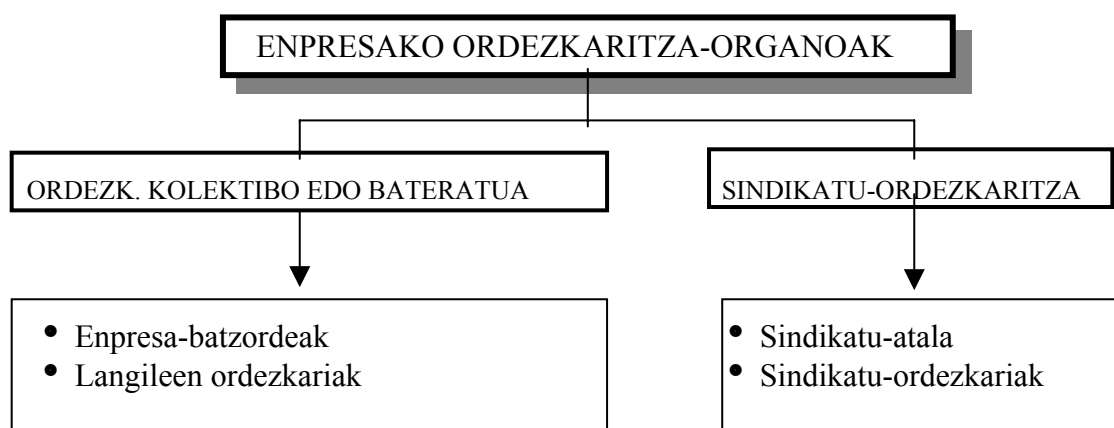 ENPRESAKO ORDEZKARITZA-ORGANOAK
ORDEZK. KOLEKTIBO EDO BATERATUA
SINDIKATU-ORDEZKARITZA
• Enpresa-batzordeak
• Langileen ordezkariak
• Sindikatu-atala
• Sindikatu-ordezkariak